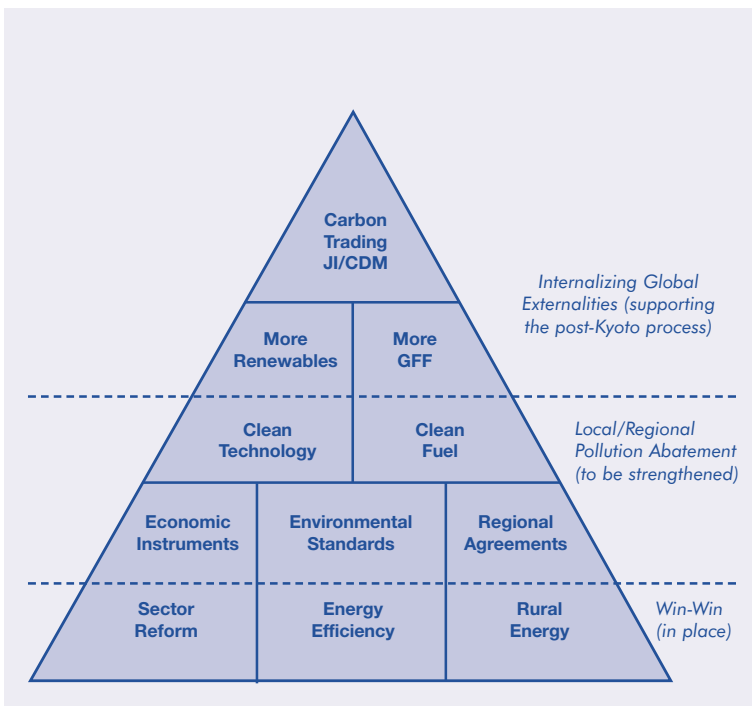 Carbon
Trading
JI/CDM
Internalizing Global
Externalities (supporting
the post-Kyoto process)
More
Renewables
More
GFF
Clean
Technology
Clean
Fuel
Local/Regional
Pollution Abatement
(to be strengthened)
Economic
Instruments
Environmental
Standards
Regional
Agreements
Sector
Reform
Energy
Efficiency
Rural
Energy
Win-Win
(in place)